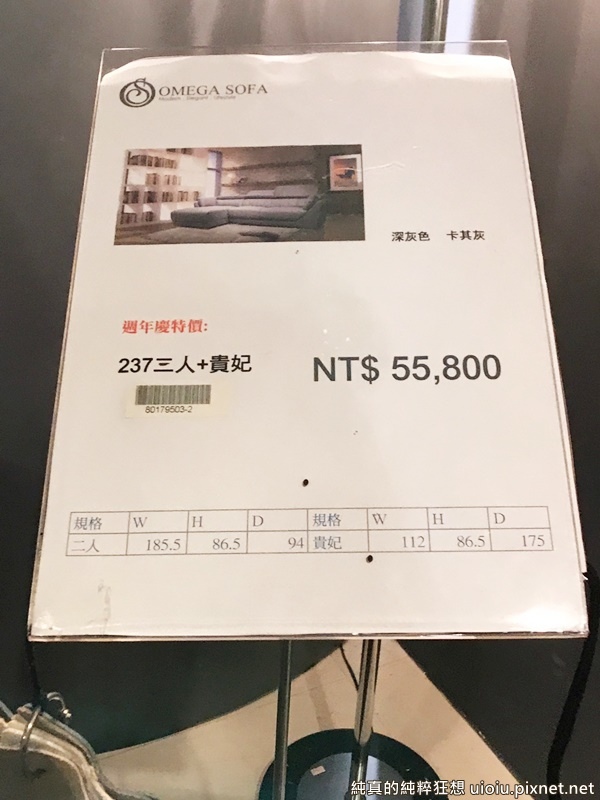 OMEGA SOFA
Modern . Elegant . Lifestyle
深灰色 卡其灰
週年慶特價:
237三人+貴妃 NT$ 55,800
80179503-2
規格 W H D 規格 W H D
二人 185.5 86.5 94 貴妃 112 86.5 175
純真的純粹狂想 uioiu.pixnet.net